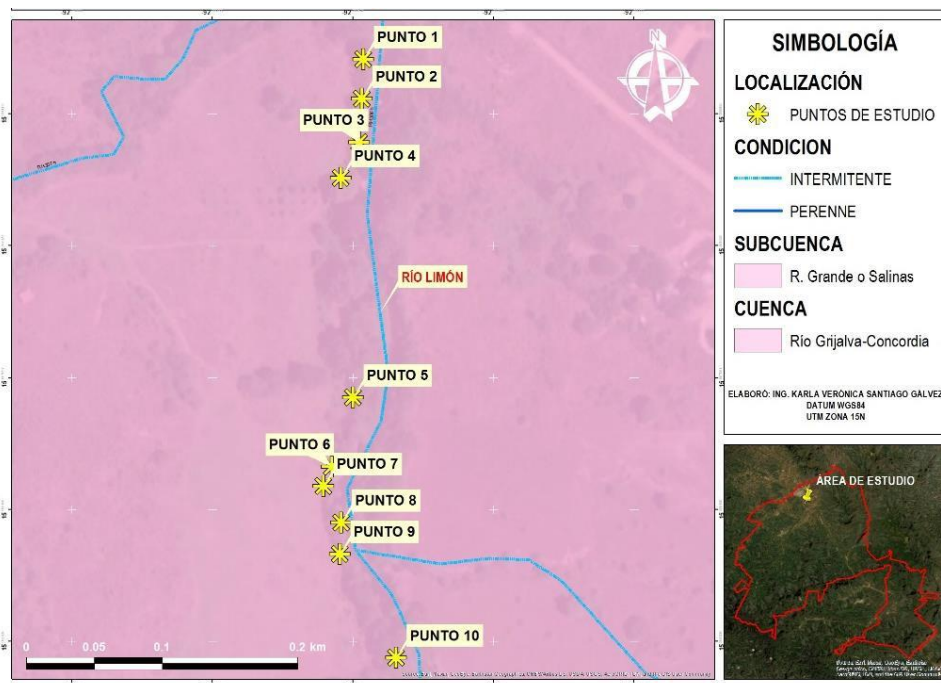 PUNTO 1
PUNTO 2
PUNTO 3
PUNTO 4
RÍO LIMÓN
PUNTO 5
PUNTO 6
PUNTO 7
PUNTO 8
PUNTO 9
PUNTO 10
0 0.05 0.1 0.2 km
N
SIMBOLOGÍA
LOCALIZACIÓN
PUNTOS DE ESTUDIO
CONDICION
INTERMITENTE
PERENNE
SUBCUENCA
R. Grande o Salinas
CUENCA
Río Grijalva-Concordia
ELABORÓ: ING. KARLA VERÓNICA SANTIAGO GÁLVEZ
DATUM WGS84
UTM ZONA 15N
ÁREA DE ESTUDIO